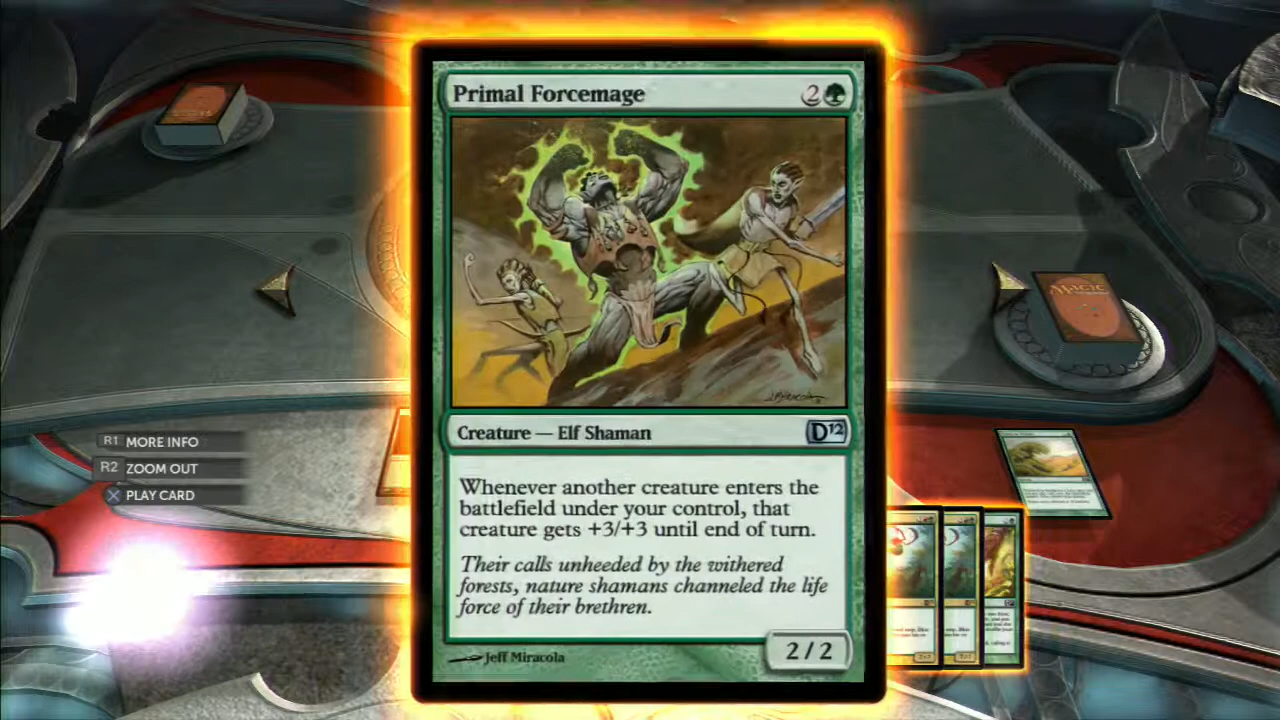 Primal Forcemage 2
Creature — Elf Shaman D12
Whenever another creature enters the
battlefield under your control, that
creature gets +3/+3 until end of turn.
Their calls unheeded by the withered
forests, nature shamans channeled the life
force of their brethren.
2/2
Jeff Miracola
R1 MORE INFO
R2 ZOOM OUT
PLAY CARD
MAGIC